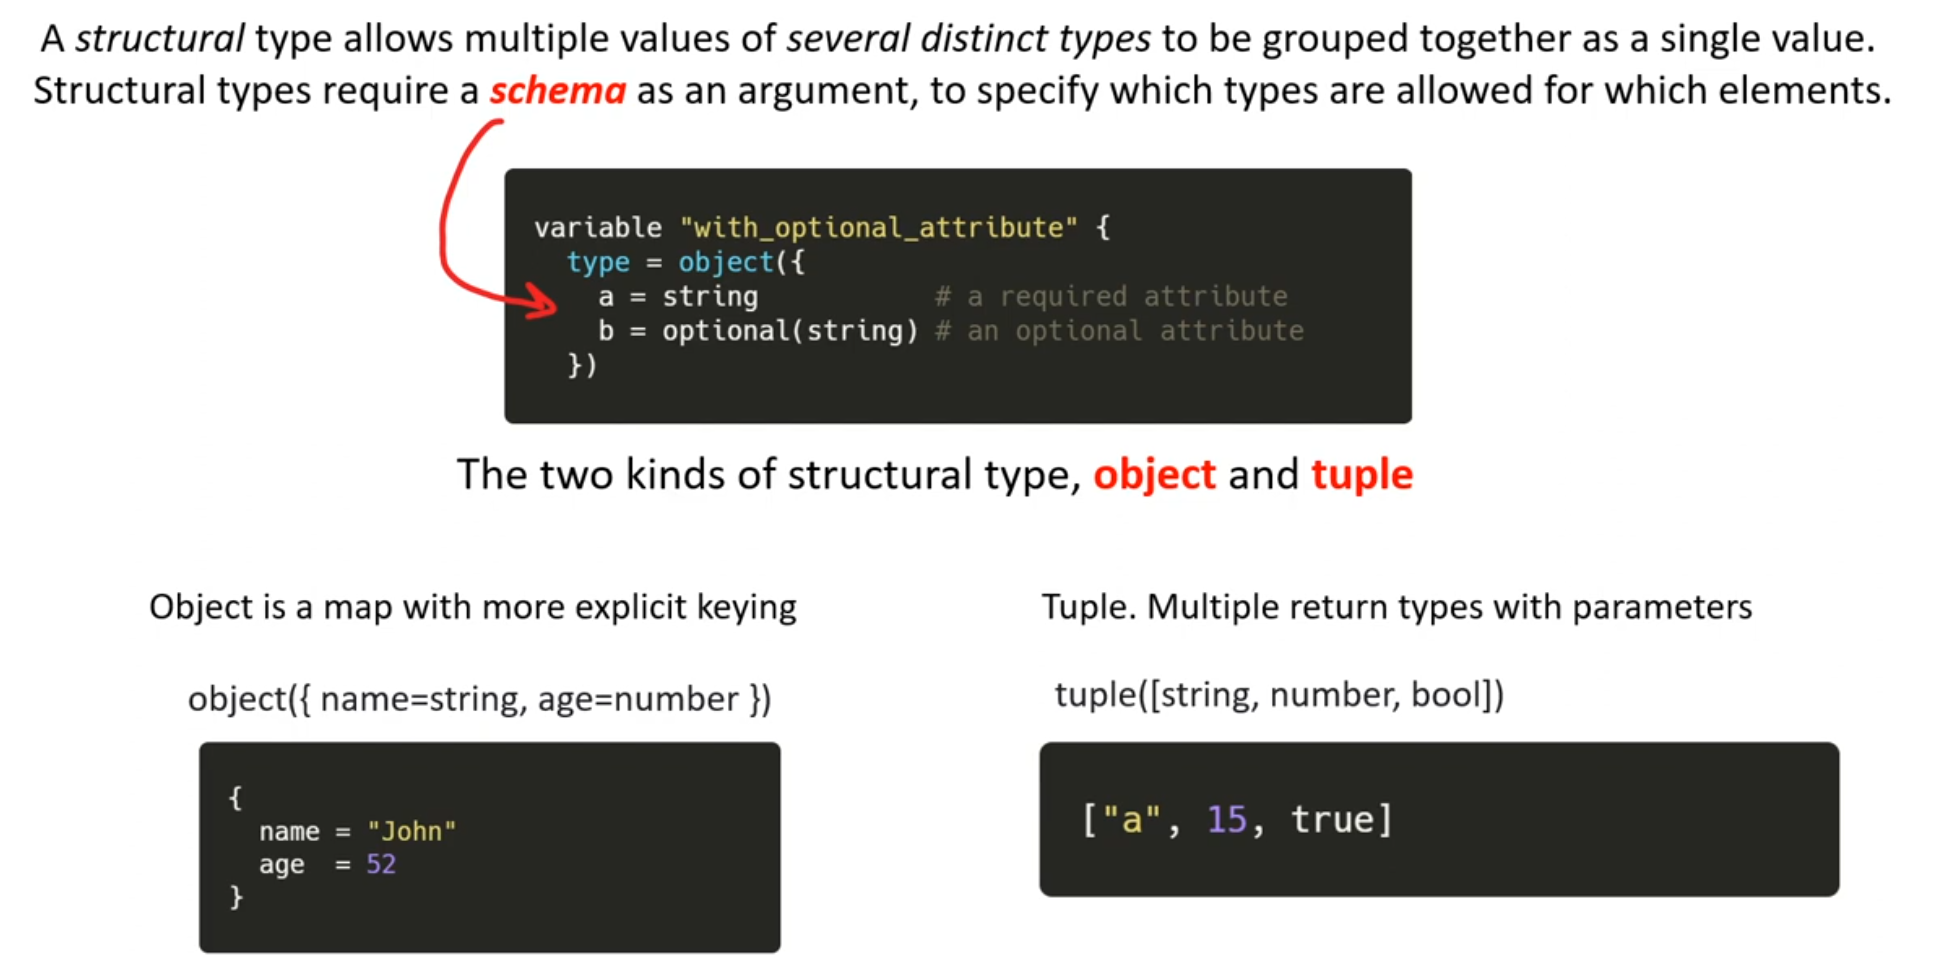 A structural type allows multiple values of several distinct types to be grouped together as a single value.
Structural types require a schema as an argument, to specify which types are allowed for which elements.
variable "with_optional_attribute" {
  type = object({
    a = string           # a required attribute
    b = optional(string) # an optional attribute
  })
The two kinds of structural type, object and tuple
Object is a map with more explicit keying
object({ name=string, age=number })
{
  name = "John"
  age  = 52
}
Tuple. Multiple return types with parameters
tuple([string, number, bool])
["a", 15, true]